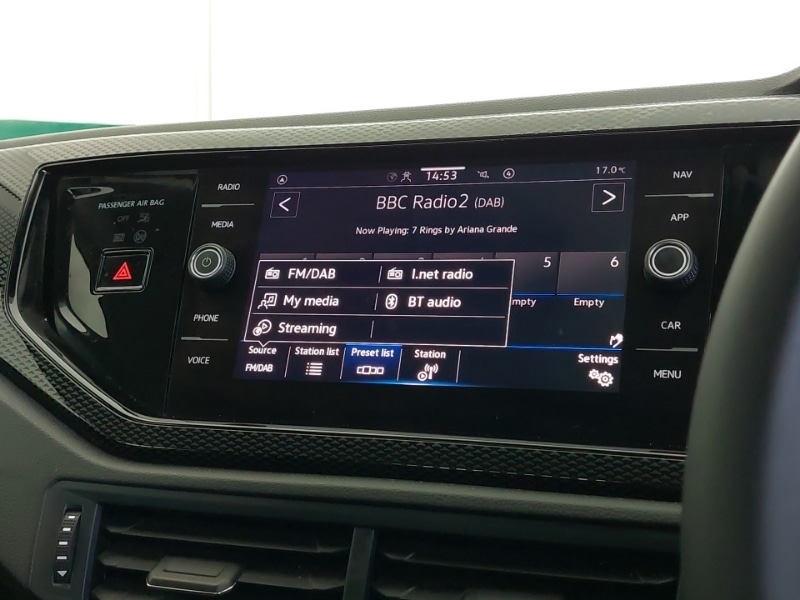 RADIO
MEDIA
PHONE
VOICE
PASSENGER AIR BAG
OFF
14:53
17.0°C
BBC Radio2 (DAB)
Now Playing: 7 Rings by Ariana Grande
5
6
Empty
FM/DAB
I.net radio
My media
BT audio
Streaming
Source
FM/DAB
Station list
Preset list
Station
Settings
NAV
APP
CAR
MENU